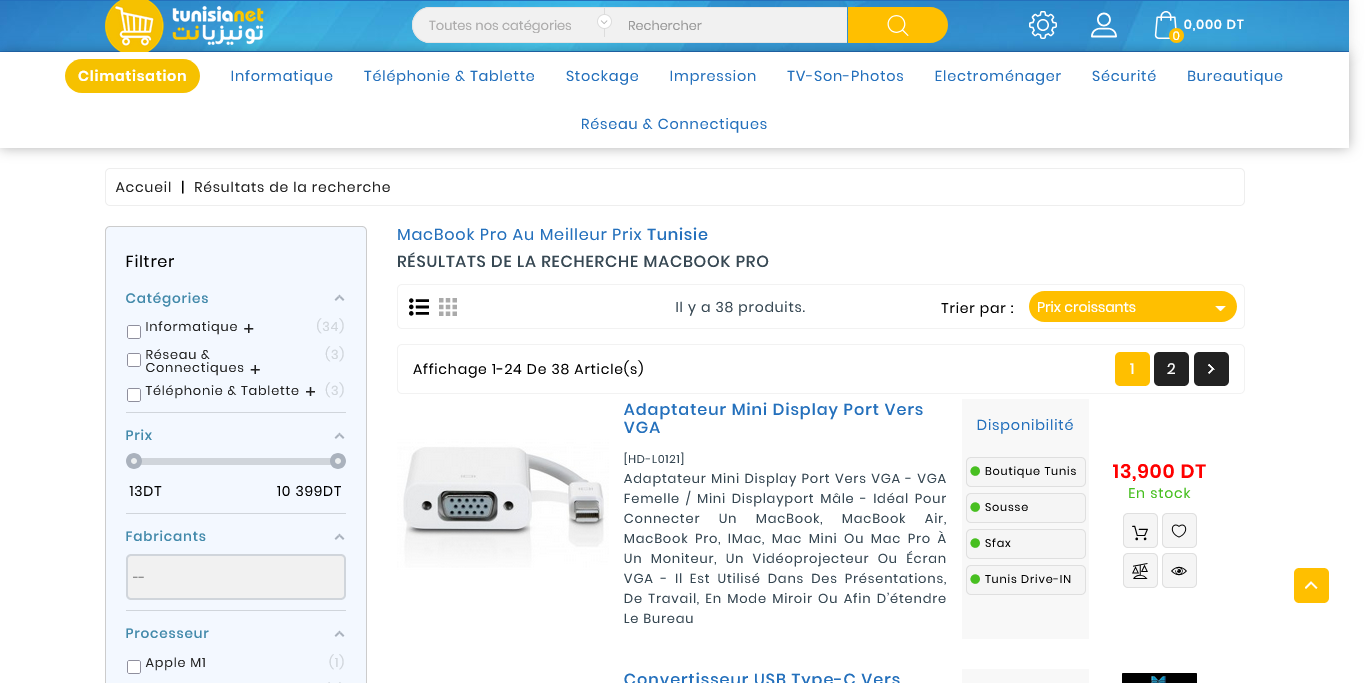 tunisianet
تونيزيانت
Toutes nos catégories
Rechercher
0
0,000 DT
Climatisation
Informatique
Téléphonie & Tablette
Stockage
Impression
TV-Son-Photos
Electroménager
Sécurité
Bureautique
Réseau & Connectiques
Accueil | Résultats de la recherche
Filtrer
Catégories
Informatique + (34)
Réseau & (3)
Connectiques +
Téléphonie & Tablette + (3)
Prix
13DT 10 399DT
Fabricants
--
Processeur
Apple M1 (1)
MacBook Pro Au Meilleur Prix Tunisie
RÉSULTATS DE LA RECHERCHE MACBOOK PRO
Il y a 38 produits.
Trier par :
Prix croissants
Affichage 1-24 De 38 Article(s)
1 2
Adaptateur Mini Display Port Vers
VGA
[HD-L0121]
Adaptateur Mini Display Port Vers VGA - VGA
Femelle / Mini Displayport Mâle - Idéal Pour
Connecter Un MacBook, MacBook Air,
MacBook Pro, IMac, Mac Mini Ou Mac Pro À
Un Moniteur, Un Vidéoprojecteur Ou Écran
VGA - Il Est Utilisé Dans Des Présentations,
De Travail, En Mode Miroir Ou Afin D'étendre
Le Bureau
Disponibilité
Boutique Tunis
Sousse
Sfax
Tunis Drive-IN
13,900 DT
En stock
Convertisseur USB Type-C Vers